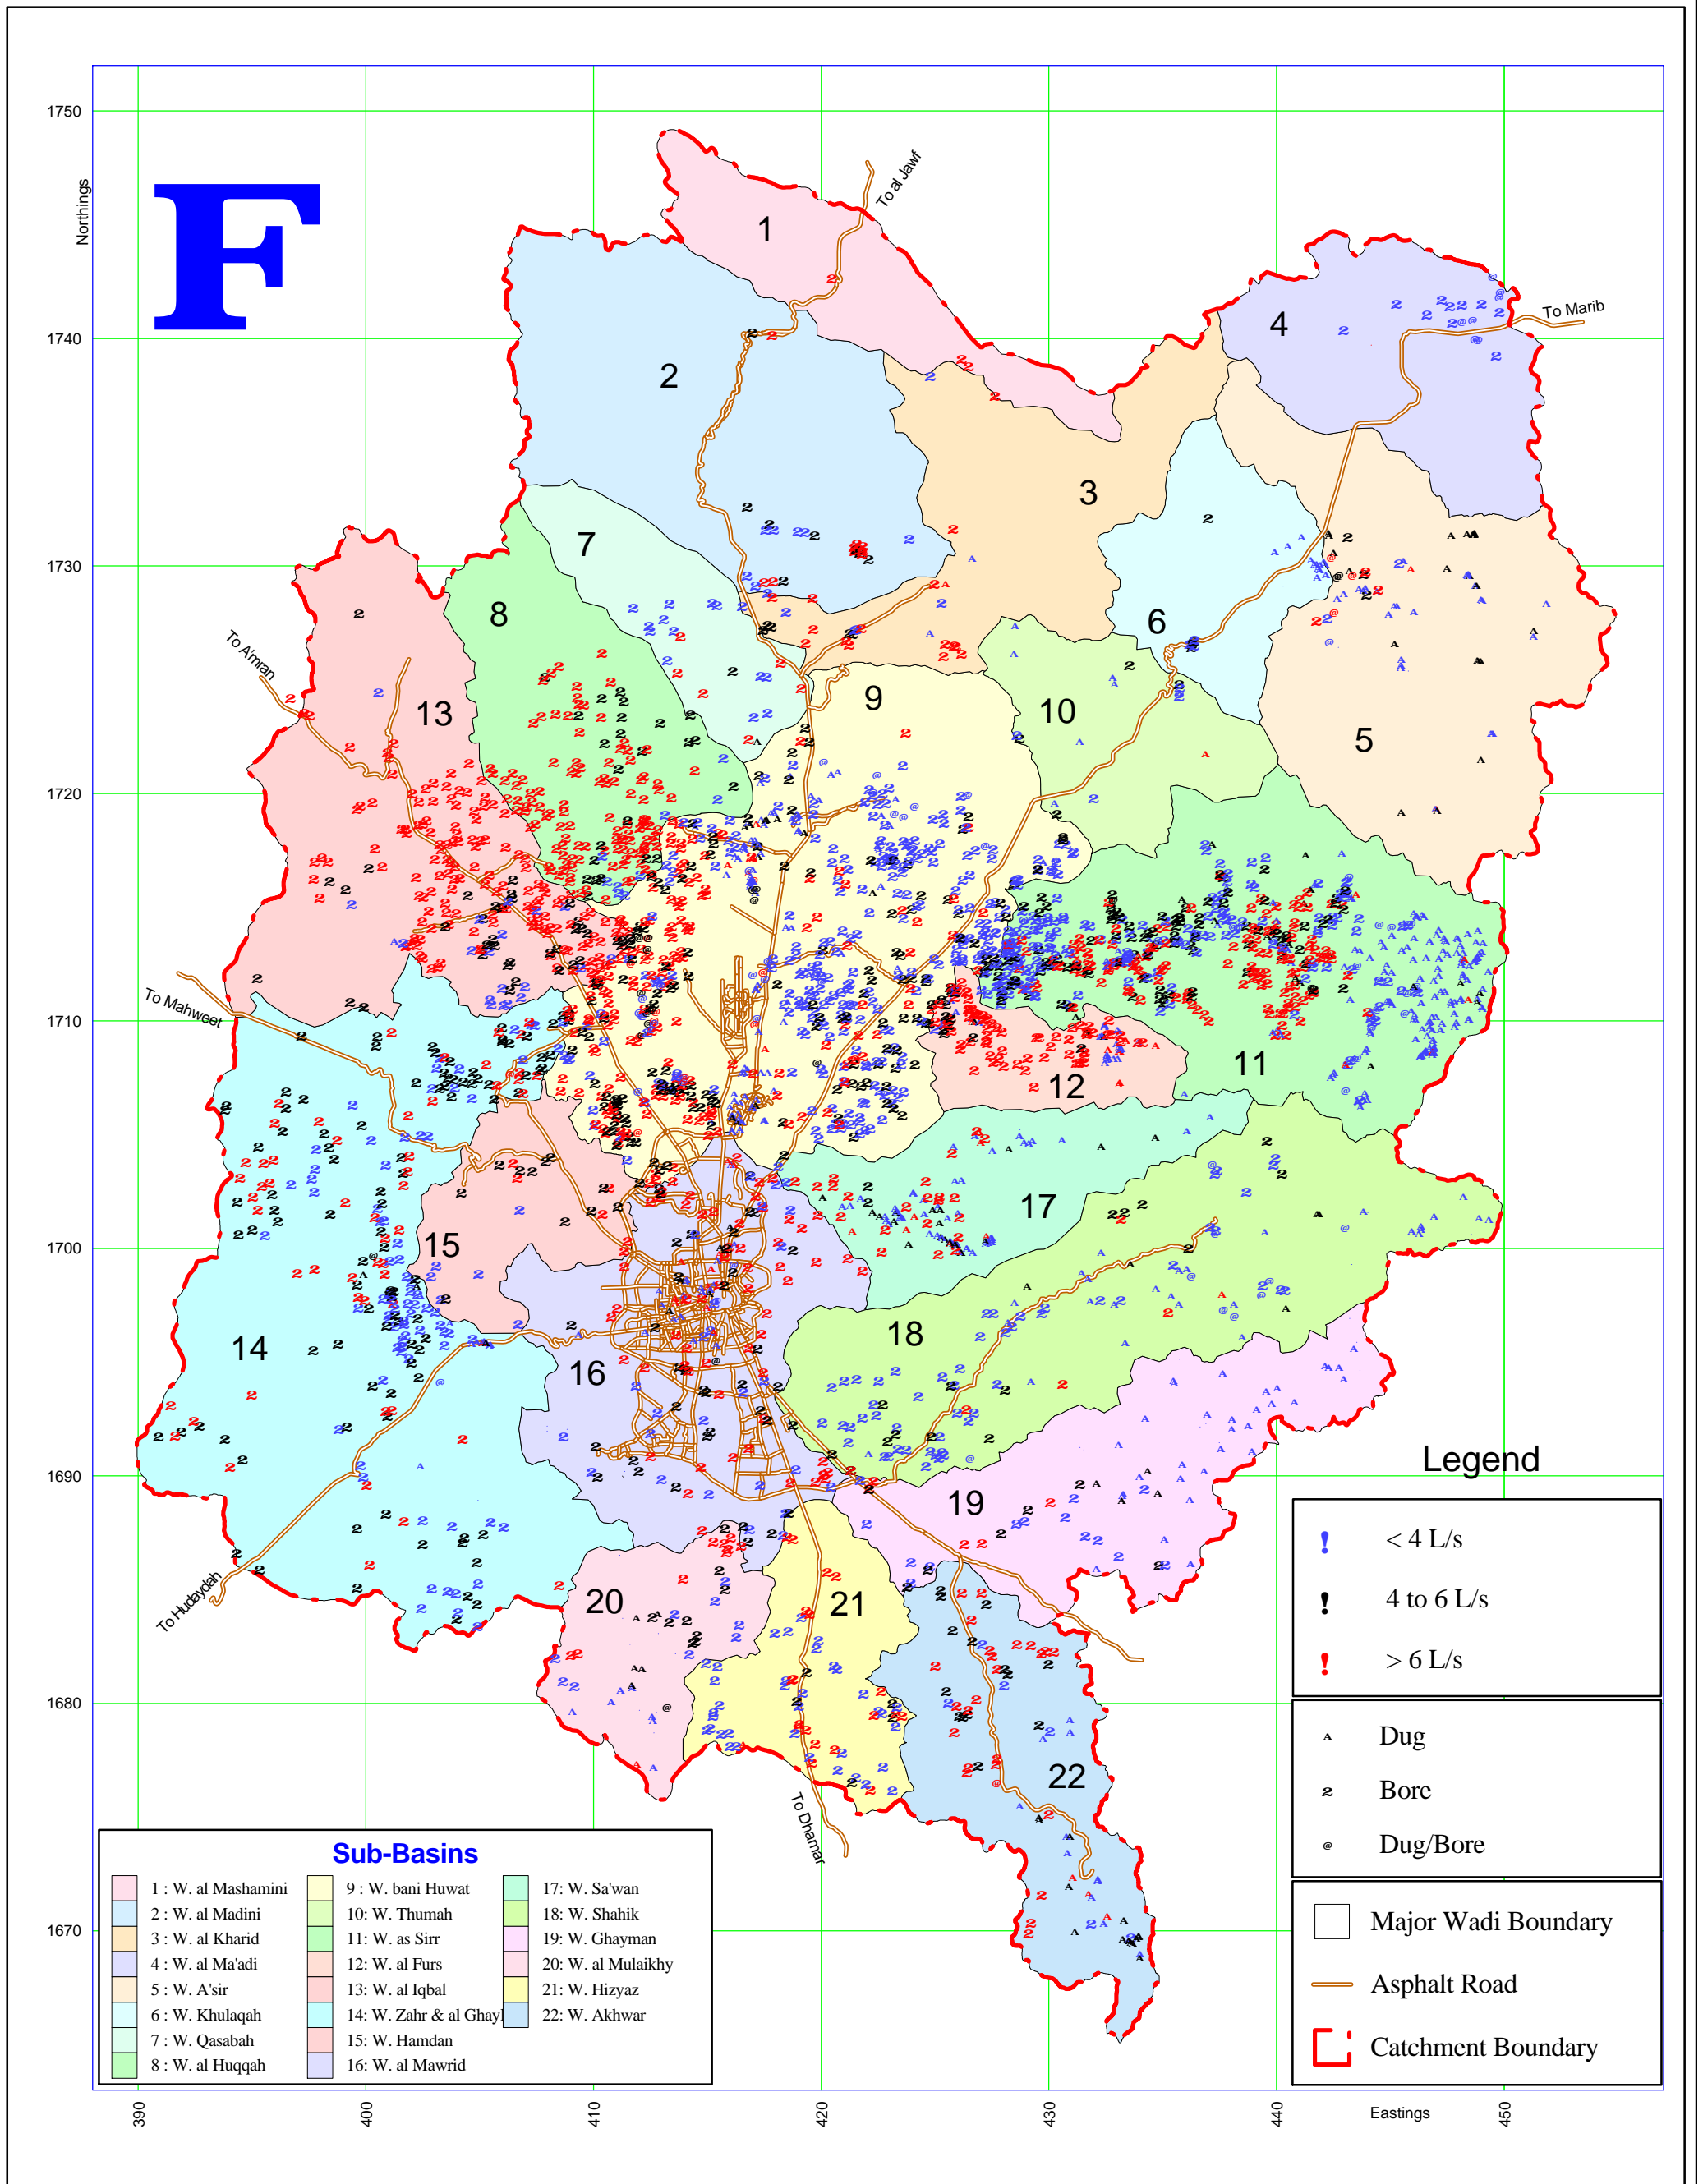 F
Northings
1750
1740
1730
1720
1710
1700
1690
1680
1670
To al Jawf
To Marib
To A'mran
To Mahweet
To Hudaydah
To Dhamar
1
2
3
4
5
6
7
8
9
10
11
12
13
14
15
16
17
18
19
20
21
22
Legend
< 4 L/s
4 to 6 L/s
> 6 L/s
A Dug
2 Bore
@ Dug/Bore
Major Wadi Boundary
Asphalt Road
Catchment Boundary
Sub-Basins
1 : W. al Mashamini
2 : W. al Madini
3 : W. al Kharid
4 : W. al Ma'adi
5 : W. A'sir
6 : W. Khulaqah
7 : W. Qasabah
8 : W. al Huqqah
9 : W. bani Huwat
10: W. Thumah
11: W. as Sirr
12: W. al Furs
13: W. al Iqbal
14: W. Zahr & al Ghayl
15: W. Hamdan
16: W. al Mawrid
17: W. Sa'wan
18: W. Shahik
19: W. Ghayman
20: W. al Mulaikhy
21: W. Hizyaz
22: W. Akhwar
390
400
410
420
430
440
450
Eastings